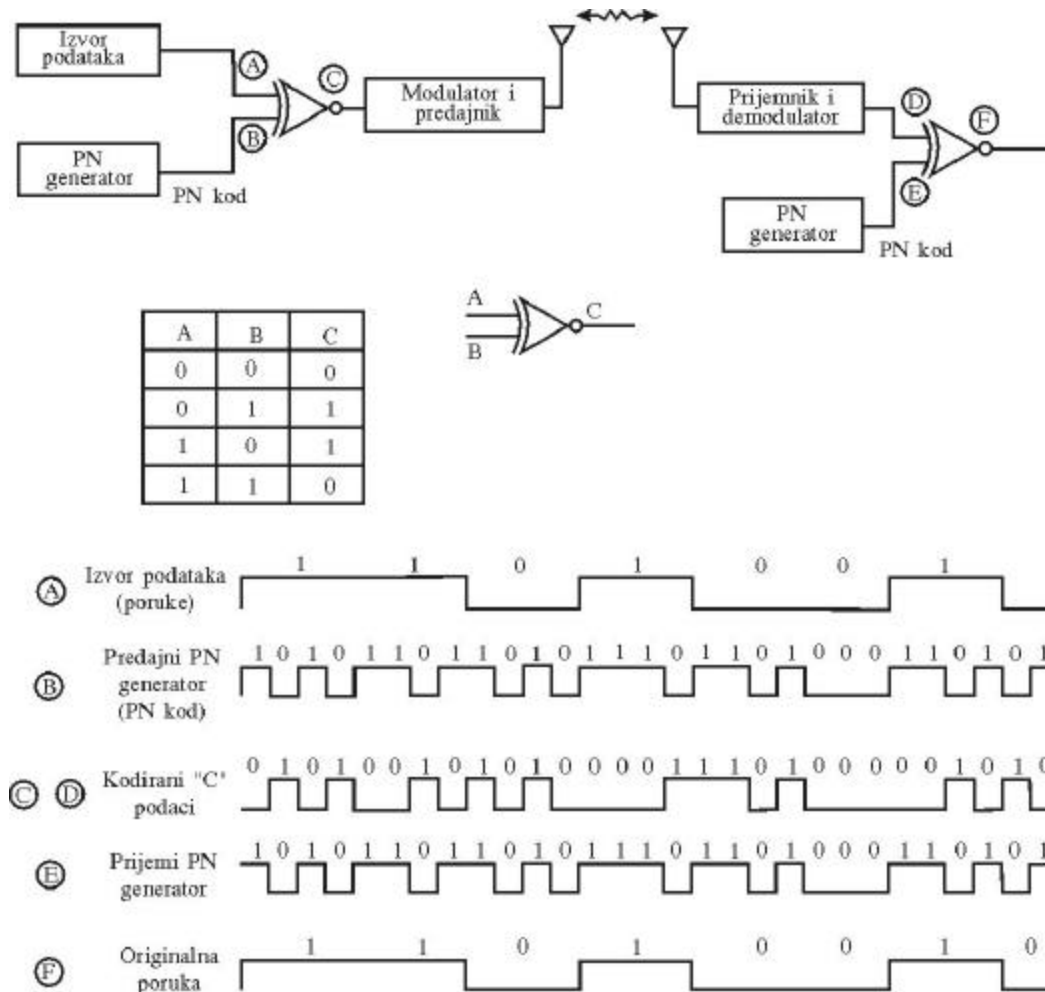 Izvor
podataka
A
C
Modulator i
predajnik
Prijemnik i
demodulator
D
F
B
PN
generator
PN kod
E
PN
generator
PN kod
A
B
C
A B C
0 0 0
0 1 1
1 0 1
1 1 0
A Izvor podataka
(poruke)
1 1 0 1 0 0 1
B Predajni PN
generator
(PN kod)
1 0 1 0 1 1 0 1 1 0 1 0 1 1 1 0 1 1 0 1 0 0 0 1 1 0 1 0 1
C D Kodirani "C"
podaci
0 1 0 1 0 0 1 0 1 0 1 0 0 0 0 1 1 1 0 1 0 0 0 0 0 1 0 1 0
E Prijemi PN
generator
1 0 1 0 1 1 0 1 1 0 1 0 1 1 1 0 1 1 0 1 0 0 0 1 1 0 1 0 1
F Originalna
poruka
1 1 0 1 0 0 1 0